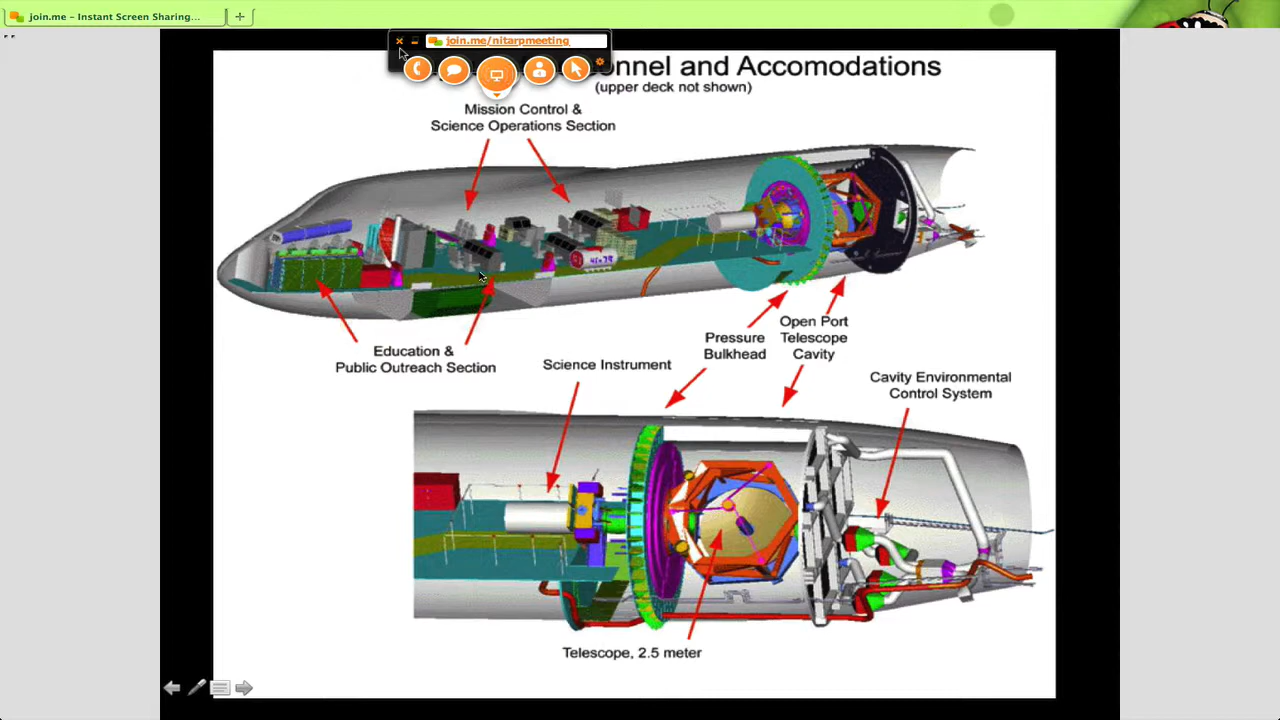 join.me – Instant Screen Sharing...
join.me/nitarpmeeting
nnel and Accomodations
(upper deck not shown)
Mission Control &
Science Operations Section
Education &
Public Outreach Section
Science Instrument
Pressure
Bulkhead
Open Port
Telescope
Cavity
Cavity Environmental
Control System
Telescope, 2.5 meter